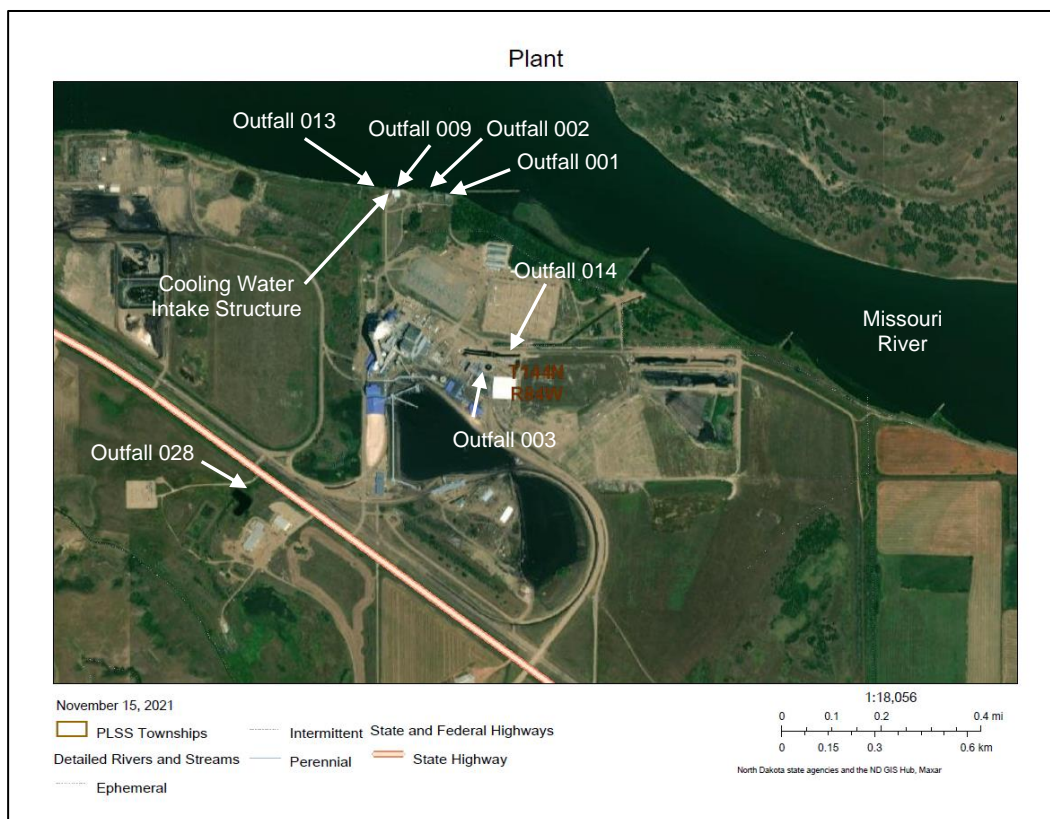 Plant
Outfall 013
Outfall 009
Outfall 002
Outfall 001
Cooling Water
Intake Structure
Outfall 014
Missouri
River
T144N
R84W
Outfall 003
Outfall 028
November 15, 2021
PLSS Townships
Detailed Rivers and Streams
Ephemeral
Intermittent
Perennial
State and Federal Highways
State Highway
1:18,056
0 0.1 0.2 0.4 mi
0 0.15 0.3 0.6 km
North Dakota state agencies and the ND GIS Hub, Maxar